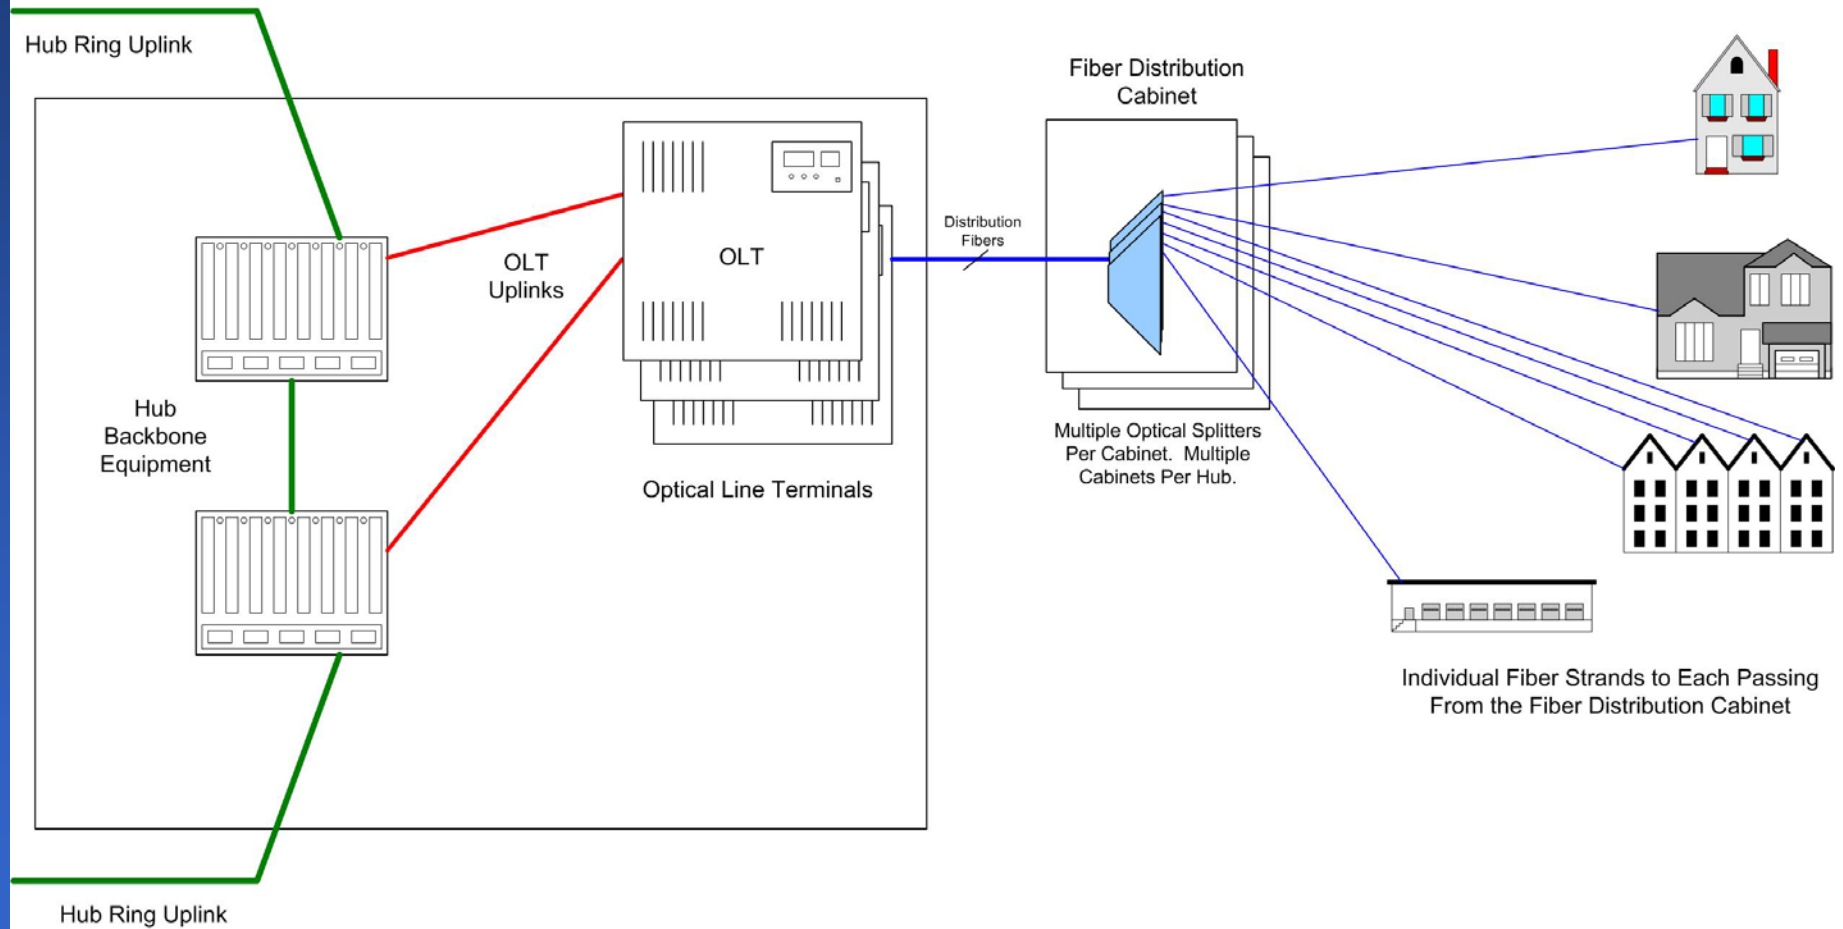 Hub Ring Uplink
Fiber Distribution
Cabinet
OLT
Uplinks
OLT
Distribution
Fibers
Hub
Backbone
Equipment
Optical Line Terminals
Multiple Optical Splitters
Per Cabinet.  Multiple
Cabinets Per Hub.
Individual Fiber Strands to Each Passing
From the Fiber Distribution Cabinet
Hub Ring Uplink